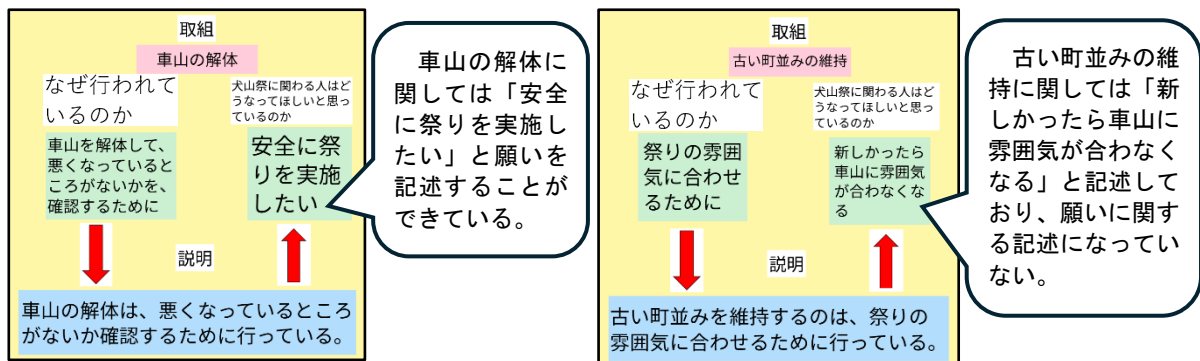 取組
車山の解体
なぜ行われて
いるのか
犬山祭に関わる人はど
うなってほしいと思っ
ているのか
車山を解体して、
悪くなっているとこ
ころがないかを、
確認するために
安全に祭
りを実施
したい
説明
車山の解体は、悪くなっているところ
がないか確認するために行っている。
車山の解体に
関しては「安全
に祭りを実施し
たい」と願いを
記述することが
できている。
取組
古い町並みの維持
なぜ行われて
いるのか
犬山祭に関わる人はど
うなってほしいと思っ
ているのか
祭りの雰囲
気に合わせ
るために
新しかったら
車山に雰囲気
が合わなくな
る
説明
古い町並みを維持するのは、祭りの
雰囲気に合わせるために行っている。
古い町並みの維
持に関しては「新
しかったら車山に
雰囲気が合わなく
なる」と記述して
おり、願いに関す
る記述になってい
ない。